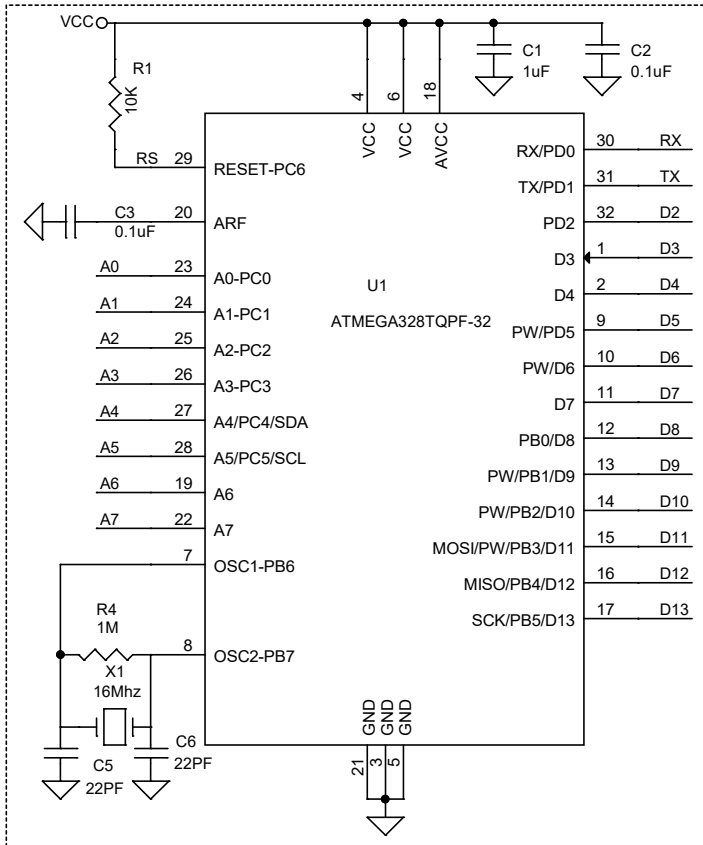 VCC
R1
10K
C1
1uF
C2
0.1uF
4
6
18
VCC
VCC
AVCC
RS 29 RESET-PC6
C3
0.1uF
20 ARF
A0 23 A0-PC0
A1 24 A1-PC1
A2 25 A2-PC2
A3 26 A3-PC3
A4 27 A4/PC4/SDA
A5 28 A5/PC5/SCL
A6 19 A6
A7 22 A7
7 OSC1-PB6
R4
1M
8 OSC2-PB7
X1
16Mhz
C5
22PF
C6
22PF
U1
ATMEGA328TQPF-32
RX/PD0 30 RX
TX/PD1 31 TX
PD2 32 D2
D3 1 D3
D4 2 D4
PW/PD5 9 D5
PW/D6 10 D6
D7 11 D7
PB0/D8 12 D8
PW/PB1/D9 13 D9
PW/PB2/D10 14 D10
MOSI/PW/PB3/D11 15 D11
MISO/PB4/D12 16 D12
SCK/PB5/D13 17 D13
GND
GND
GND
21
3
5